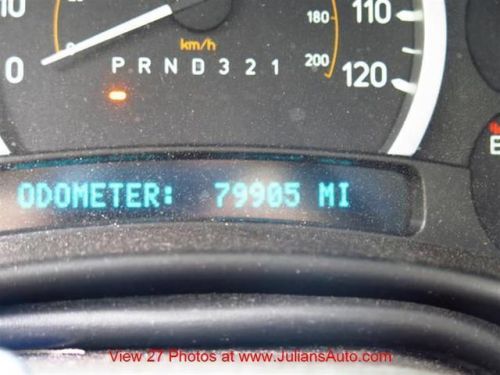 10
110
180
0
km/h
200
120
P R N D 3 2 1
E
ODOMETER: 79905 MI
View 27 Photos at www.JuliansAuto.com